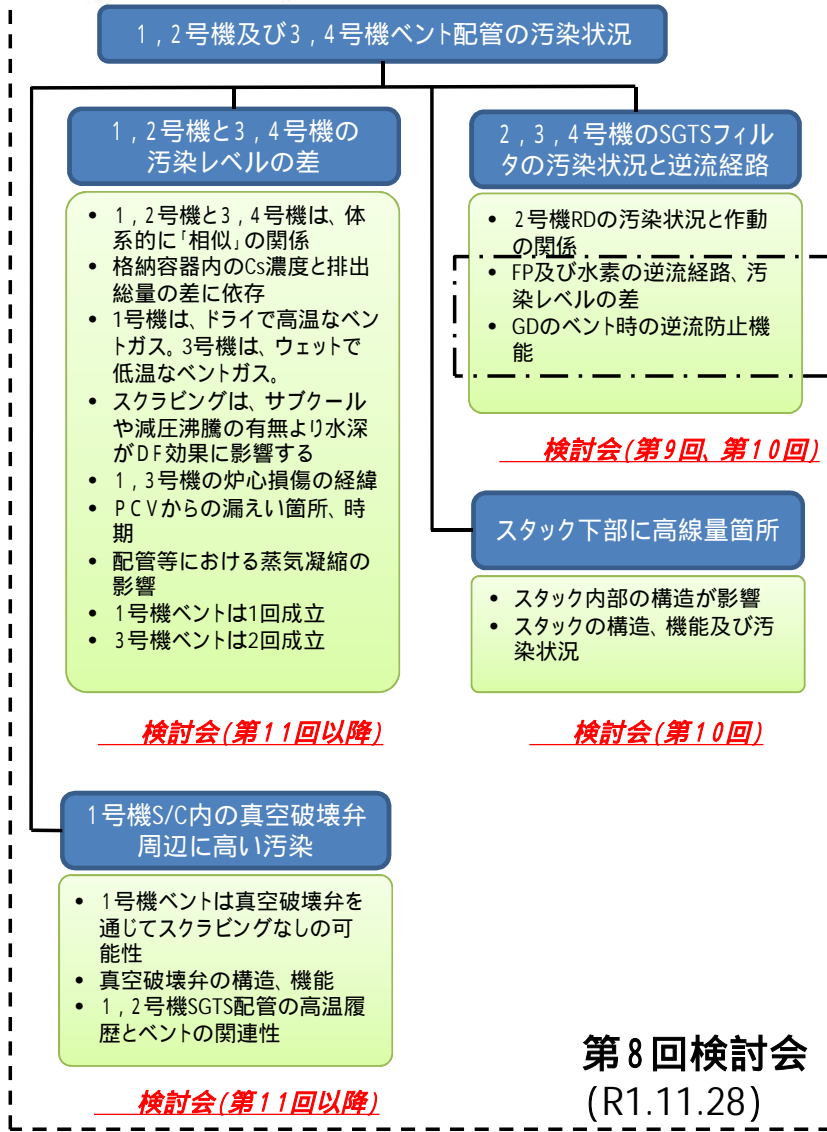 1,2号機及び3,4号機ベント配管の汚染状況
1,2号機と3,4号機の
汚染レベルの差
• 1,2号機と3,4号機は、体
系的に「相似」の関係
• 格納容器内のCs濃度と排出
総量の差に依存
• 1号機は、ドライで高温なベン
トガス。3号機は、ウェットで
低温なベントガス。
• スクラビングは、サブクール
や減圧沸騰の有無より水深
がDF効果に影響する
• 1,3号機の炉心損傷の経緯
• PCVからの漏えい箇所、時
期
• 配管等における蒸気凝縮の
影響
• 1号機ベントは1回成立
• 3号機ベントは2回成立
検討会(第11回以降)
2,3,4号機のSGTSフィル
タの汚染状況と逆流経路
• 2号機RDの汚染状況と作動
の関係
• FP及び水素の逆流経路、汚
染レベルの差
• GDのベント時の逆流防止機
能
検討会(第9回、第10回)
スタック下部に高線量箇所
• スタック内部の構造が影響
• スタックの構造、機能及び汚
染状況
検討会(第10回)
1号機S/C内の真空破壊弁
周辺に高い汚染
• 1号機ベントは真空破壊弁を
通じてスクラビングなしの可
能性
• 真空破壊弁の構造、機能
• 1,2号機SGTS配管の高温履
歴とベントの関連性
検討会(第11回以降)
第8回検討会
(R1.11.28)